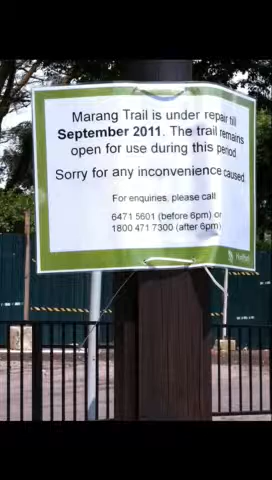 Marang Trail is under repair till
September 2011. The trail remains
open for use during this period
Sorry for any inconvenience caused.
For enquiries, please call:
6471 5601 (before 6pm) or
1800 471 7300 (after 6pm)
NParks